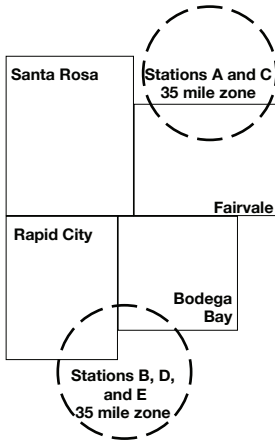 Santa Rosa
Stations A and C
35 mile zone
Fairvale
Rapid City
Bodega
Bay
Stations B, D,
and E
35 mile zone